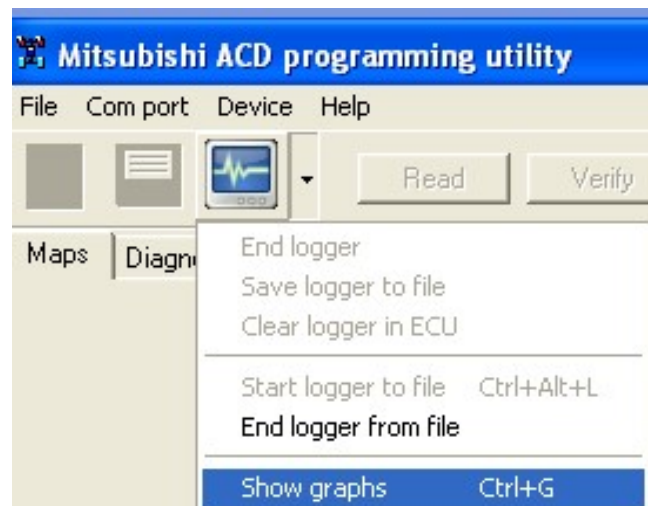 Mitsubishi ACD programming utility
File Com port Device Help
Read Verify
Maps
End logger
Save logger to file
Clear logger in ECU
Start logger to file Ctrl+Alt+L
End logger from file
Show graphs Ctrl+G